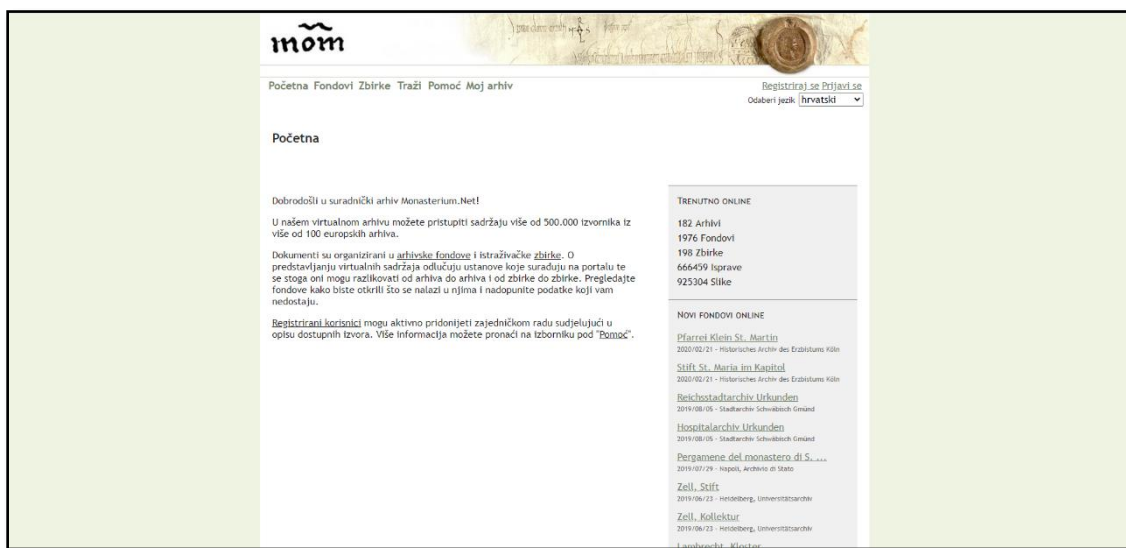 mom
Početna Fondovi Zbirke Traži Pomoć Moj arhiv
Registriraj se Prijavi se
Odaberi jezik hrvatski
Početna
Dobrodošli u suradnički arhiv Monasterium.Net!
U našem virtualnom arhivu možete pristupiti sadržaju više od 500.000 izvornika iz
više od 100 europskih arhiva.
Dokumenti su organizirani u arhivske fondove i istraživačke zbirke. O
predstavljanju virtualnih sadržaja odlučuju ustanove koje surađuju na portalu te
se stoga oni mogu razlikovati od arhiva do arhiva i od zbirke do zbirke. Pregledajte
fondove kako biste otkrili što se nalazi u njima i nadopunite podatke koji vam
nedostaju.
Registrirani korisnici mogu aktivno pridonijeti zajedničkom radu sudjelujući u
opisu dostupnih izvora. Više informacija možete pronaći na izborniku pod "Pomoć".
TRENUTNO ONLINE
182 Arhivi
1976 Fondovi
198 Zbirke
666459 Isprave
925304 Slike
NOVI FONDOVI ONLINE
Pfarrei Klein St. Martin
2020/02/21 - Historisches Archiv des Erzbistums Köln
Stift St. Maria im Kapitol
2020/02/21 - Historisches Archiv des Erzbistums Köln
Reichsstadtarchiv Urkunden
2019/08/05 - Stadtarchiv Schwäbisch Gmünd
Hospitalarchiv Urkunden
2019/08/05 - Stadtarchiv Schwäbisch Gmünd
Pergamene del monastero di S. ...
2019/07/29 - Napoli, Archivio di Stato
Zell, Stift
2019/06/23 - Heidelberg, Universitätsarchiv
Zell, Kollektur
2019/06/23 - Heidelberg, Universitätsarchiv
Lambrecht, Kloster